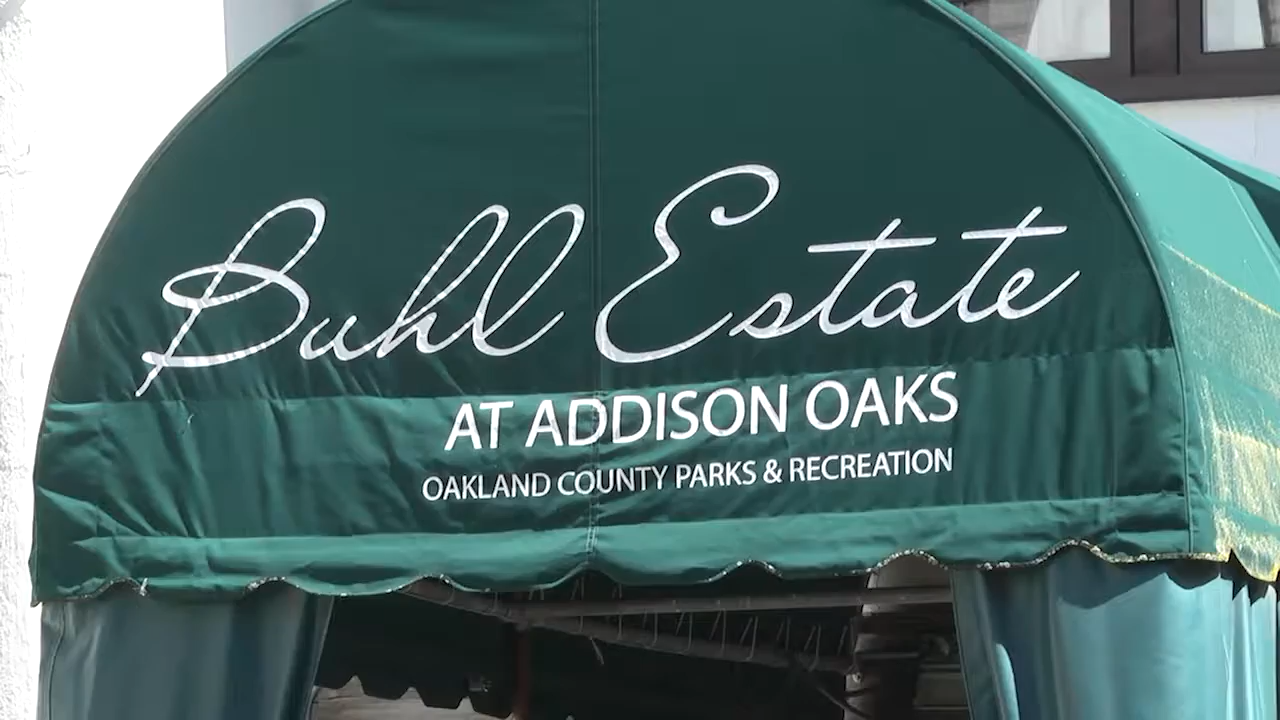 Buhl Estate
AT ADDISON OAKS
OAKLAND COUNTY PARKS & RECREATION